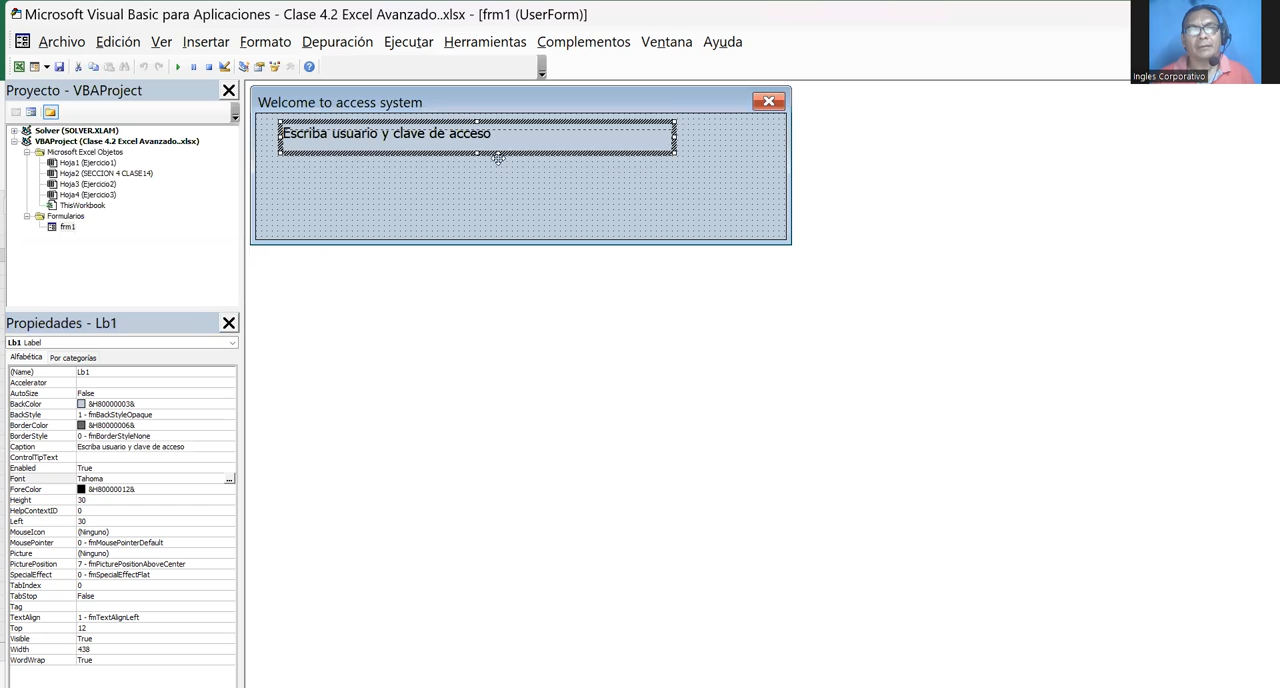 Microsoft Visual Basic para Aplicaciones - Clase 4.2 Excel Avanzado..xlsx - [frm1 (UserForm)]
Archivo Edición Ver Insertar Formato Depuración Ejecutar Herramientas Complementos Ventana Ayuda
Ingles Corporativo
Proyecto - VBAProject
Solver (SOLVER.XLAM)
VBAProject (Clase 4.2 Excel Avanzado..xlsx)
Microsoft Excel Objetos
Hoja1 (Ejercicio1)
Hoja2 (SECCION 4 CLASE14)
Hoja3 (Ejercicio2)
Hoja4 (Ejercicio3)
ThisWorkbook
Formularios
frm1
Welcome to access system
Escriba usuario y clave de acceso
Propiedades - Lb1
Lb1 Label
Alfabética Por categorías
(Name) Lb1
Accelerator
AutoSize False
BackColor &H80000003&
BackStyle 1 - fmBackStyleOpaque
BorderColor &H80000006&
BorderStyle 0 - fmBorderStyleNone
Caption Escriba usuario y clave de acceso
ControlTipText
Enabled True
Font Tahoma ...
ForeColor &H80000012&
Height 30
HelpContextID 0
Left 30
MouseIcon (Ninguno)
MousePointer 0 - fmMousePointerDefault
Picture (Ninguno)
PicturePosition 7 - fmPicturePositionAboveCenter
SpecialEffect 0 - fmSpecialEffectFlat
TabIndex 0
TabStop False
Tag
TextAlign 1 - fmTextAlignLeft
Top 12
Visible True
Width 438
WordWrap True